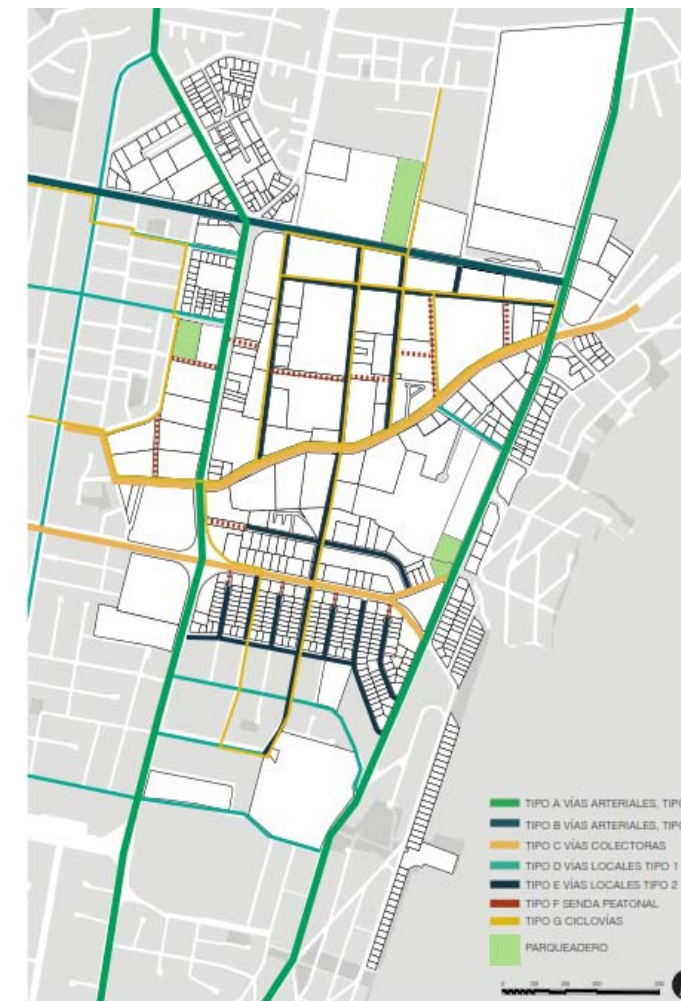 TIPO A VÍAS ARTERIALES, TIPO
TIPO B VÍAS ARTERIALES, TIPO
TIPO C VÍAS COLECTORAS
TIPO D VÍAS LOCALES TIPO 1
TIPO E VÍAS LOCALES TIPO 2
TIPO F SENDA PEATONAL
TIPO G CICLOVÍAS
PARQUEADERO